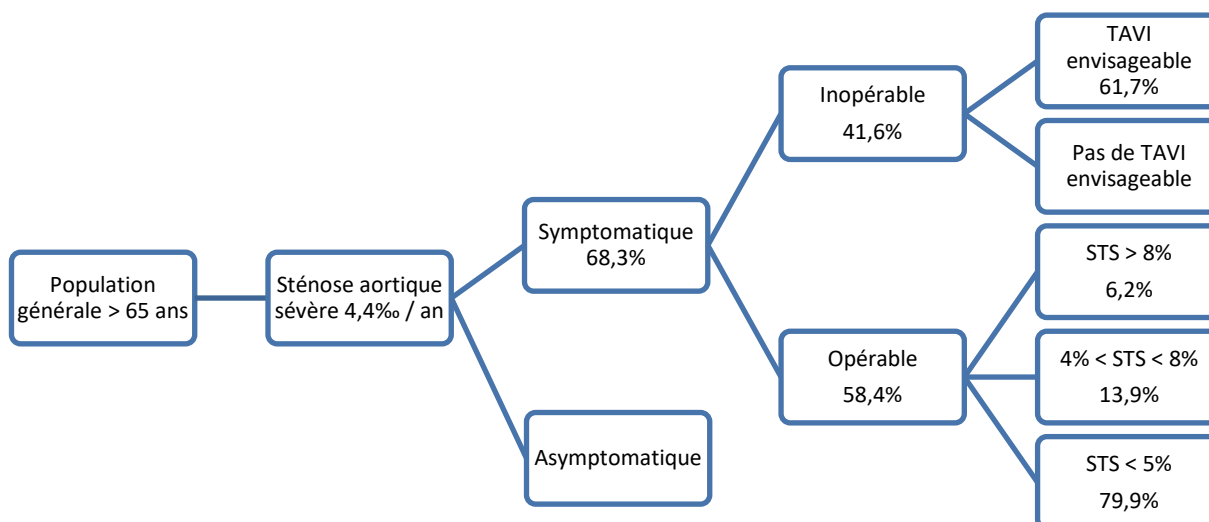 Population
générale > 65 ans
Sténose aortique
sévère 4,4‰ / an
Symptomatique
68,3%
Asymptomatique
Inopérable
41,6%
Opérable
58,4%
TAVI
envisageable
61,7%
Pas de TAVI
envisageable
STS > 8%
6,2%
4% < STS < 8%
13,9%
STS < 5%
79,9%